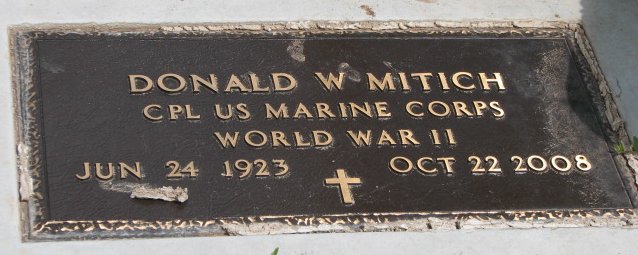 DONALD W MITICH
CPL US MARINE CORPS
WORLD WAR II
JUN 24 1923 OCT 22 2008